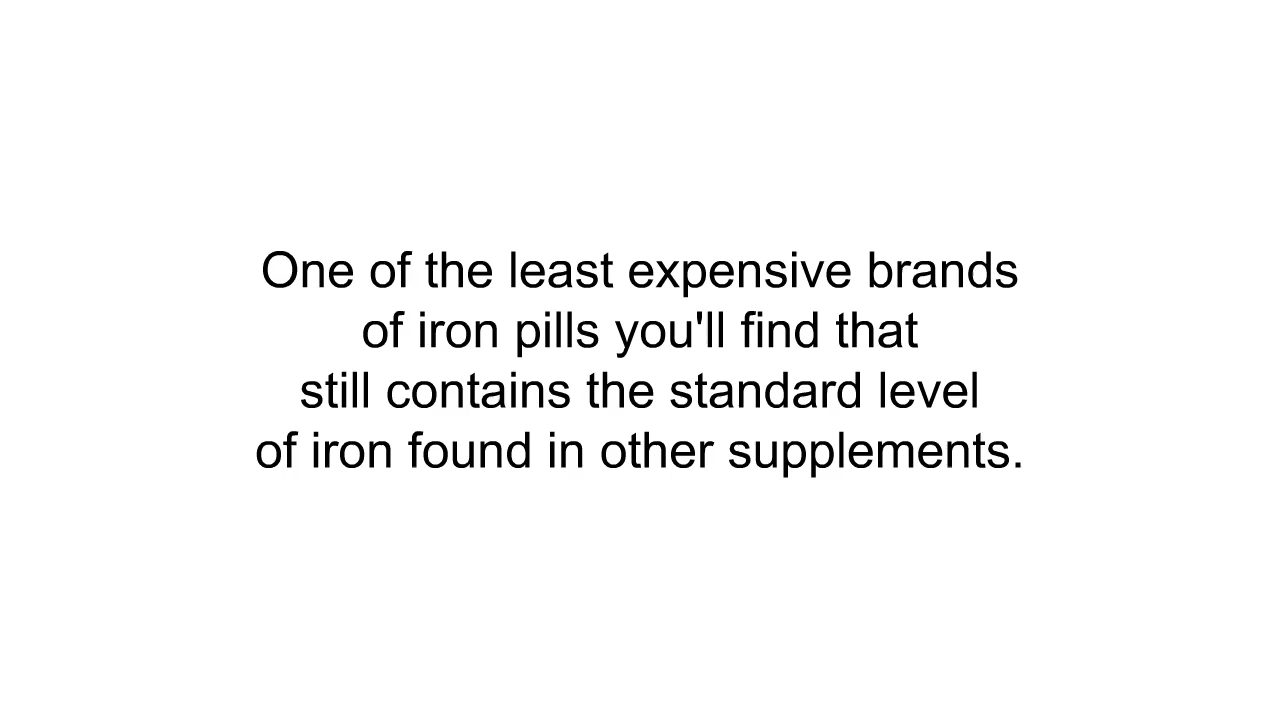 One of the least expensive brands
of iron pills you'll find that
still contains the standard level
of iron found in other supplements.